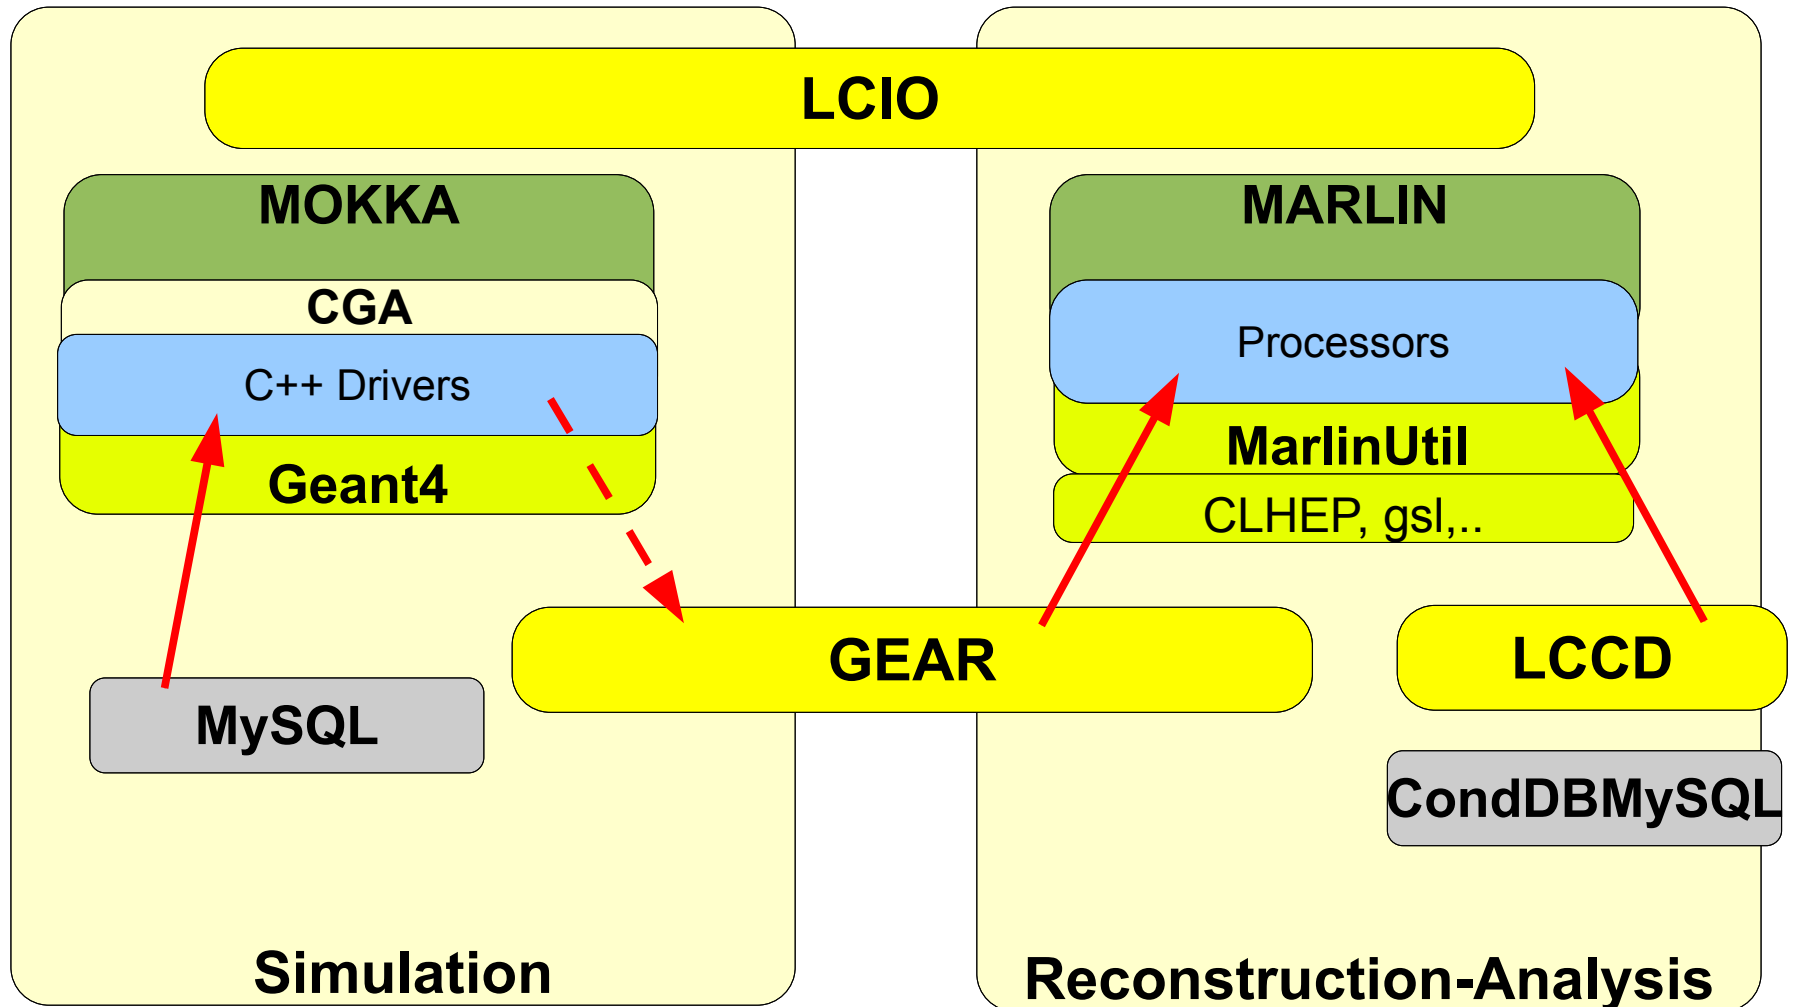 LCIO
MOKKA
CGA
C++ Drivers
Geant4
MARLIN
Processors
MarlinUtil
CLHEP, gsl,..
GEAR
LCCD
MySQL
CondDBMySQL
Simulation
Reconstruction-Analysis